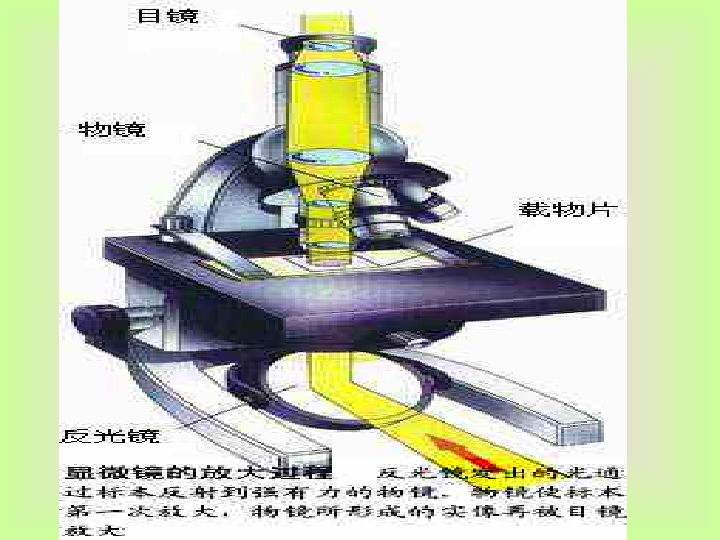 目镜
物镜
载物片
反光镜
显微镜的放大过程 反光镜发出的光通
过标本反射到强有力的物镜，物镜使标本
第一次放大，物镜所形成的实像再被目镜
放大